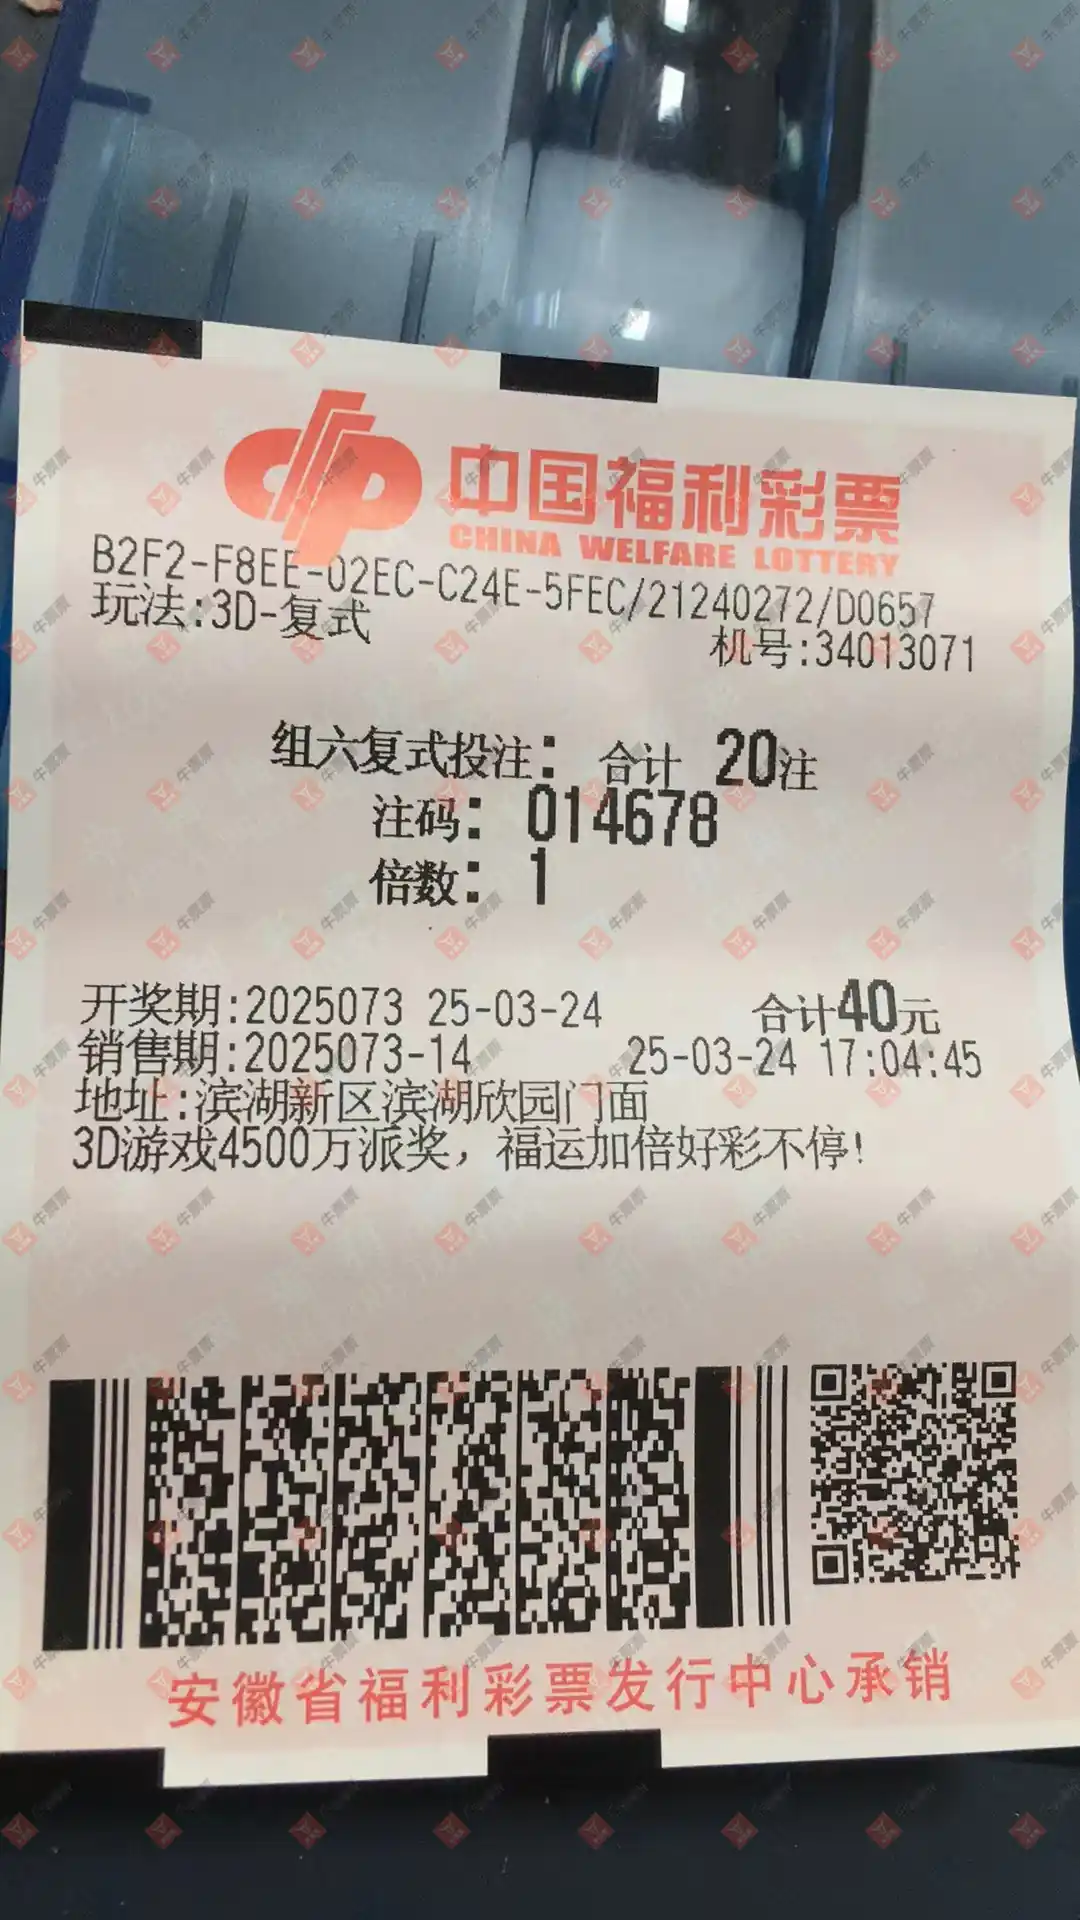 中国福利彩票
CHINA WELFARE LOTTERY
B2F2-F8EE-02EC-C24E-5FEC/21240272/D0657
玩法:3D-复式
机号:34013071
组六复式投注: 合计 20注
注码: 014678
倍数: 1
开奖期:2025073 25-03-24 合计40元
销售期:2025073-14 25-03-24 17:04:45
地址:滨湖新区滨湖欣园门面
3D游戏4500万派奖，福运加倍好彩不停!
安徽省福利彩票发行中心承销
牛票票